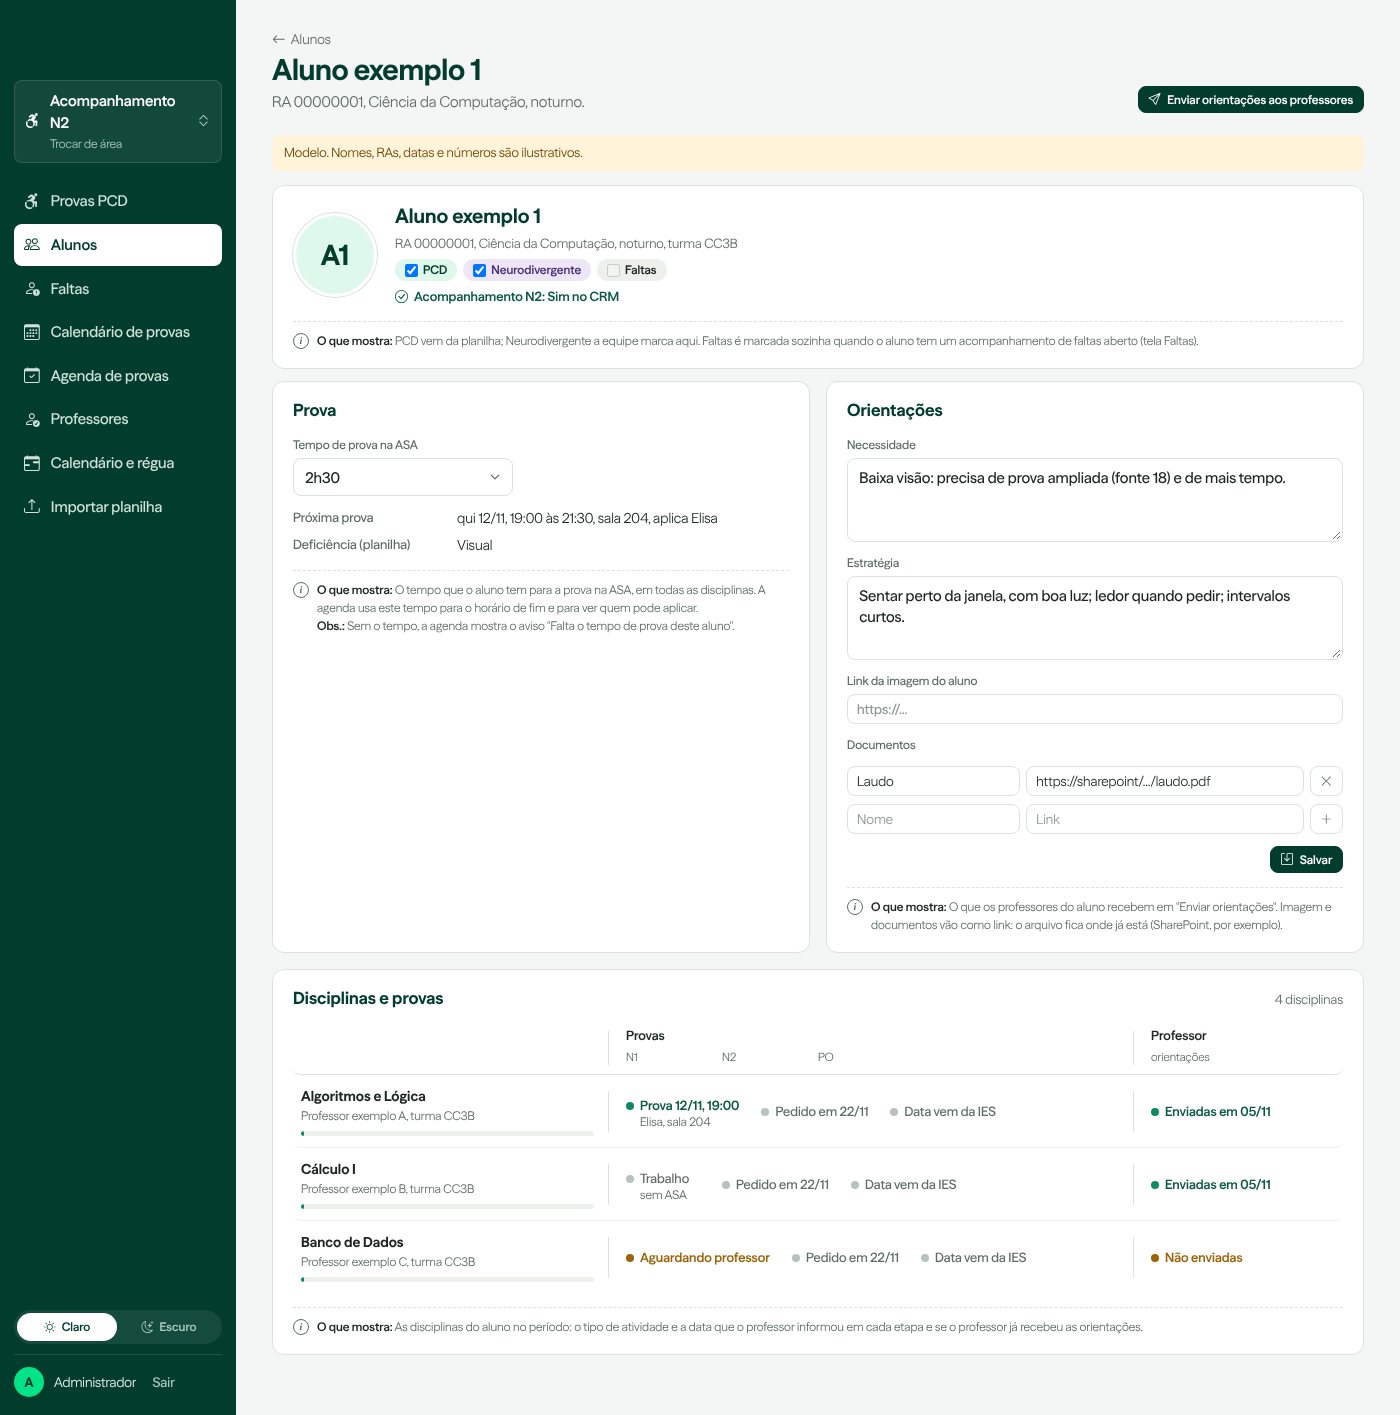 Acompanhamento
N2
Trocar de área
Provas PCD
Alunos
Faltas
Calendário de provas
Agenda de provas
Professores
Calendário e régua
Importar planilha
Claro
Escuro
A
Administrador
Sair
← Alunos
Aluno exemplo 1
RA 00000001, Ciência da Computação, noturno.
Enviar orientações aos professores
Modelo. Nomes, RAs, datas e números são ilustrativos.
A1
Aluno exemplo 1
RA 00000001, Ciência da Computação, noturno, turma CC3B
PCD
Neurodivergente
Faltas
Acompanhamento N2: Sim no CRM
O que mostra: PCD vem da planilha; Neurodivergente a equipe marca aqui. Faltas é marcada sozinha quando o aluno tem um acompanhamento de faltas aberto (tela Faltas).
Prova
Tempo de prova na ASA
2h30
Próxima prova
qui 12/11, 19:00 às 21:30, sala 204, aplica Elisa
Deficiência (planilha)
Visual
O que mostra: O tempo que o aluno tem para a prova na ASA, em todas as disciplinas. A
agenda usa este tempo para o horário de fim e para ver quem pode aplicar.
Obs.: Sem o tempo, a agenda mostra o aviso "Falta o tempo de prova deste aluno".
Orientações
Necessidade
Baixa visão: precisa de prova ampliada (fonte 18) e de mais tempo.
Estratégia
Sentar perto da janela, com boa luz; ledor quando pedir; intervalos
curtos.
Link da imagem do aluno
https://...
Documentos
Laudo
https://sharepoint/.../laudo.pdf
Nome
Link
Salvar
O que mostra: O que os professores do aluno recebem em "Enviar orientações". Imagem e
documentos vão como link: o arquivo fica onde já está (SharePoint, por exemplo).
Disciplinas e provas
4 disciplinas
Provas
Professor
N1
N2
PO
orientações
Algoritmos e Lógica
Professor exemplo A, turma CC3B
Prova 12/11, 19:00
Elisa, sala 204
Pedido em 22/11
Data vem da IES
Enviadas em 05/11
Cálculo I
Professor exemplo B, turma CC3B
Trabalho
sem ASA
Pedido em 22/11
Data vem da IES
Enviadas em 05/11
Banco de Dados
Professor exemplo C, turma CC3B
Aguardando professor
Pedido em 22/11
Data vem da IES
Não enviadas
O que mostra: As disciplinas do aluno no período: o tipo de atividade e a data que o professor informou em cada etapa e se o professor já recebeu as orientações.